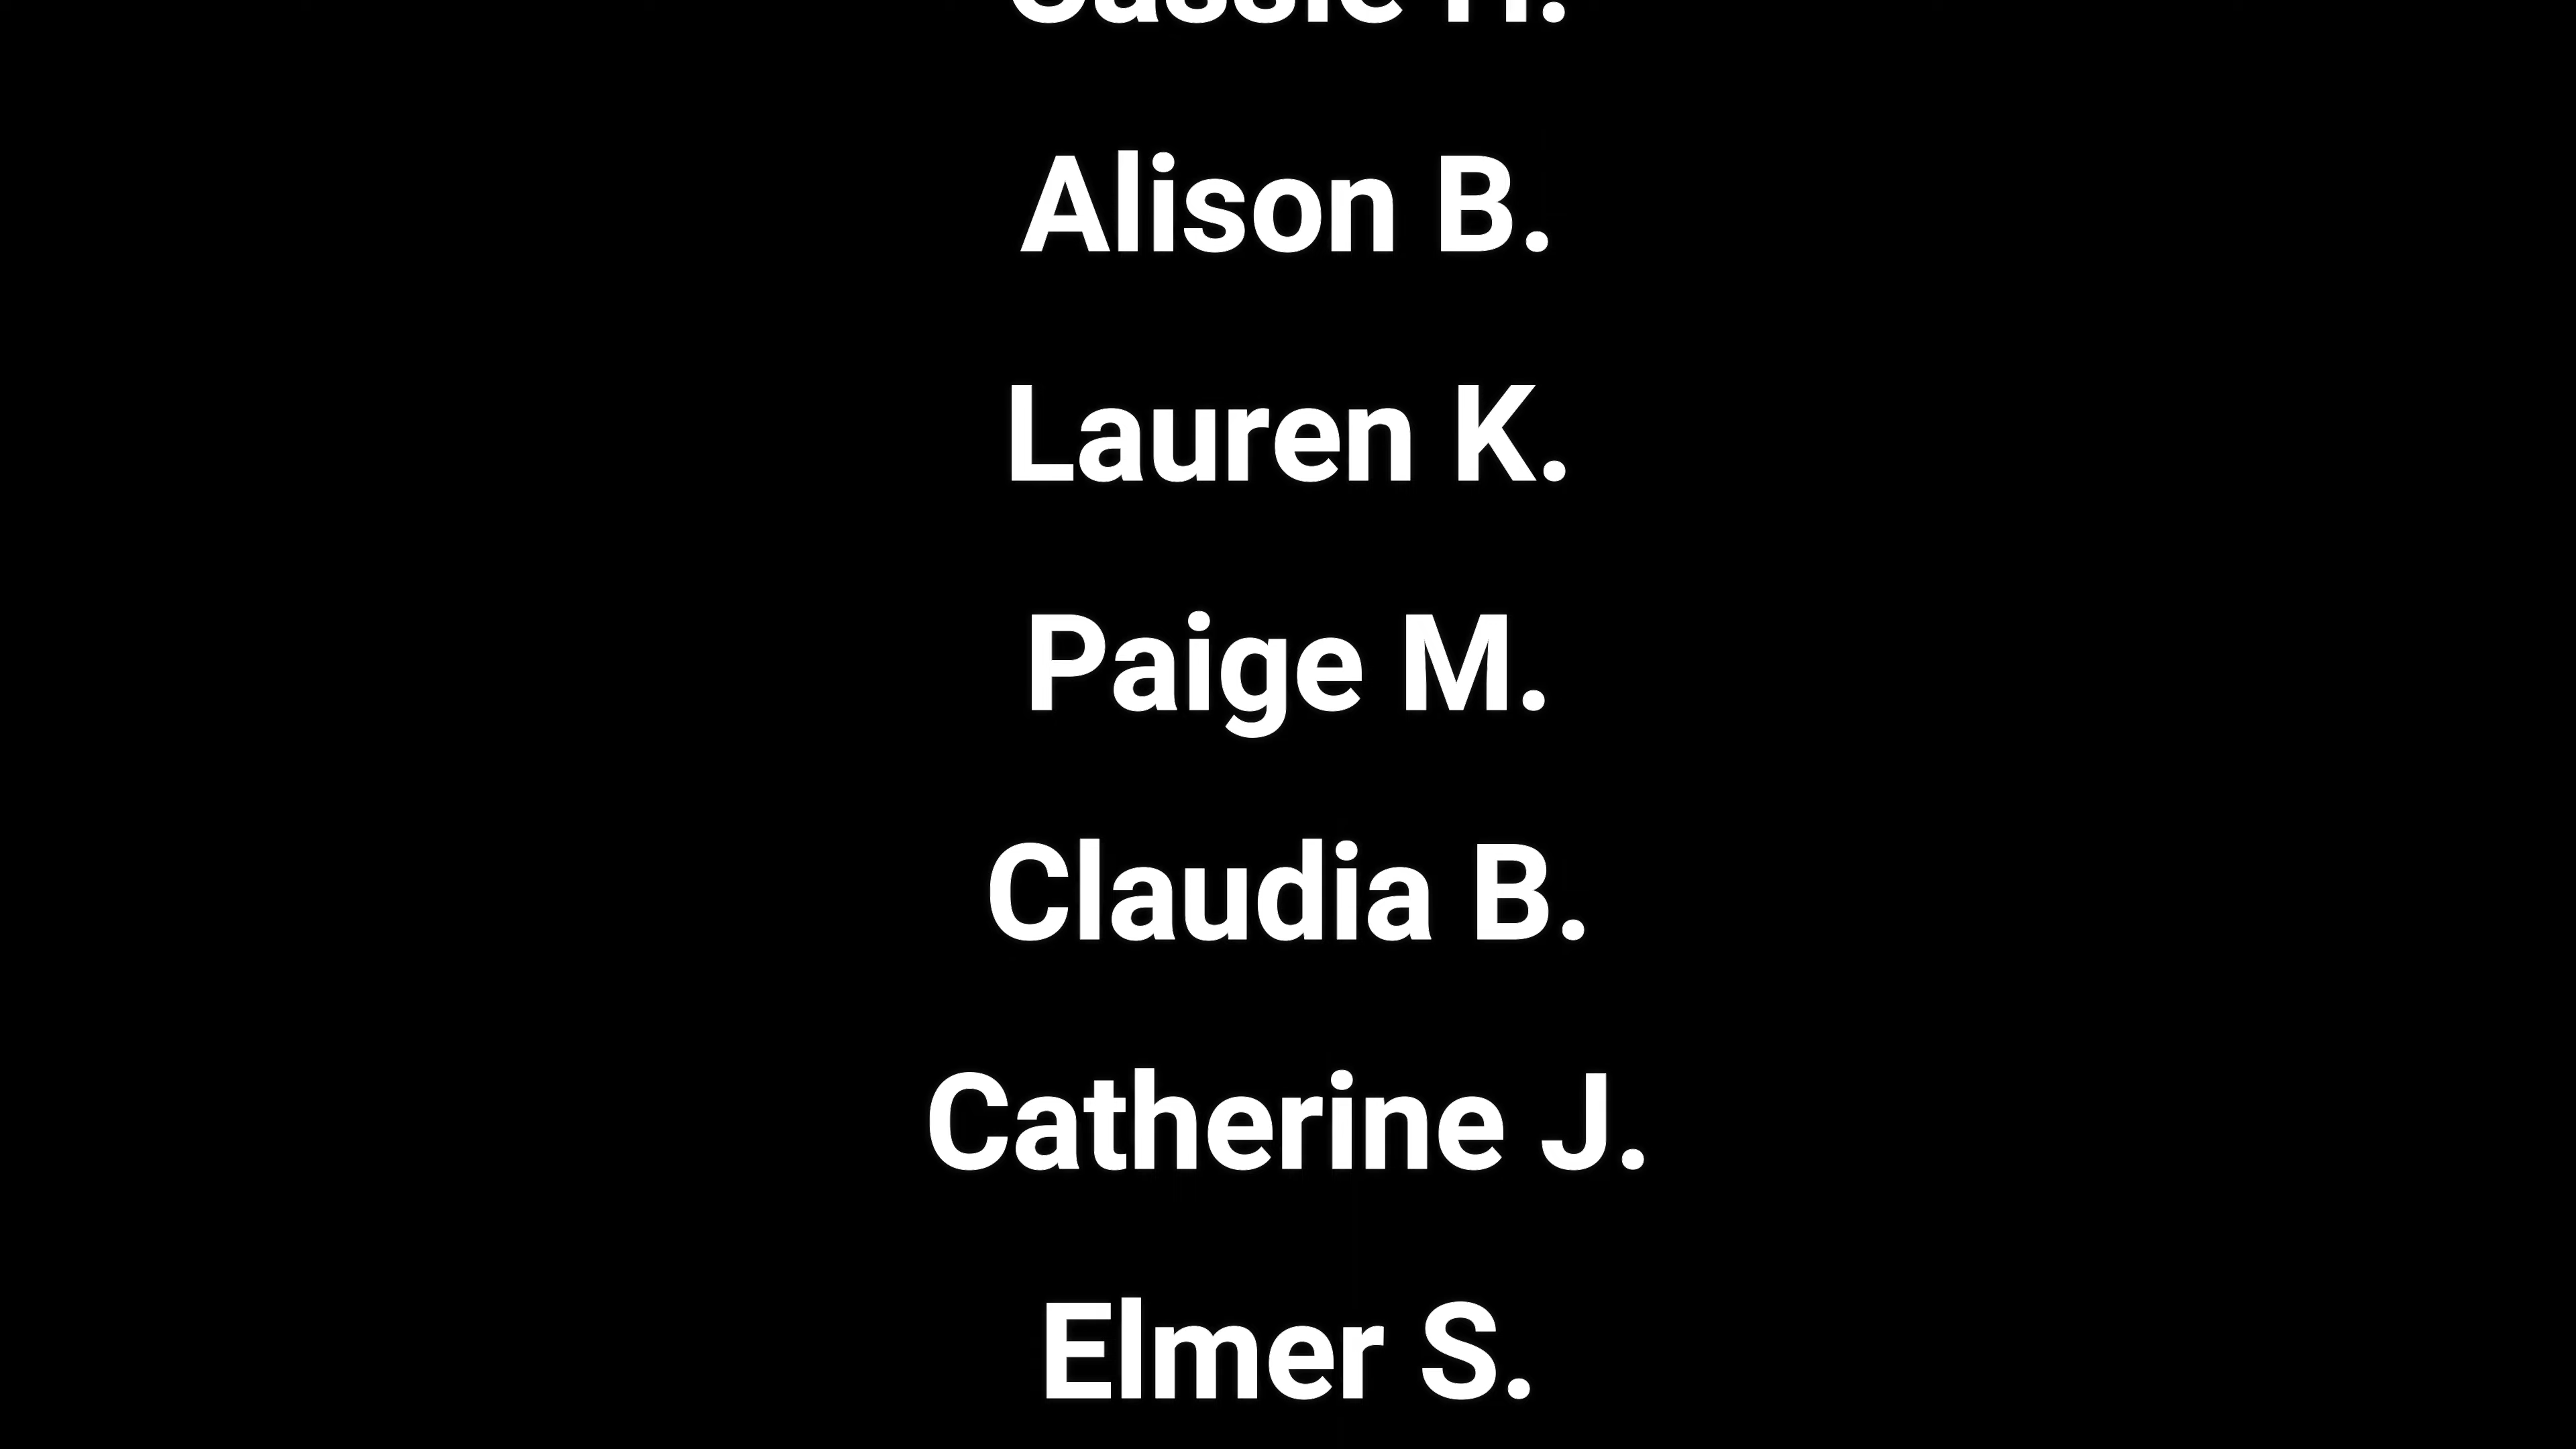 Alison B.
Lauren K.
Paige M.
Claudia B.
Catherine J.
Elmer S.